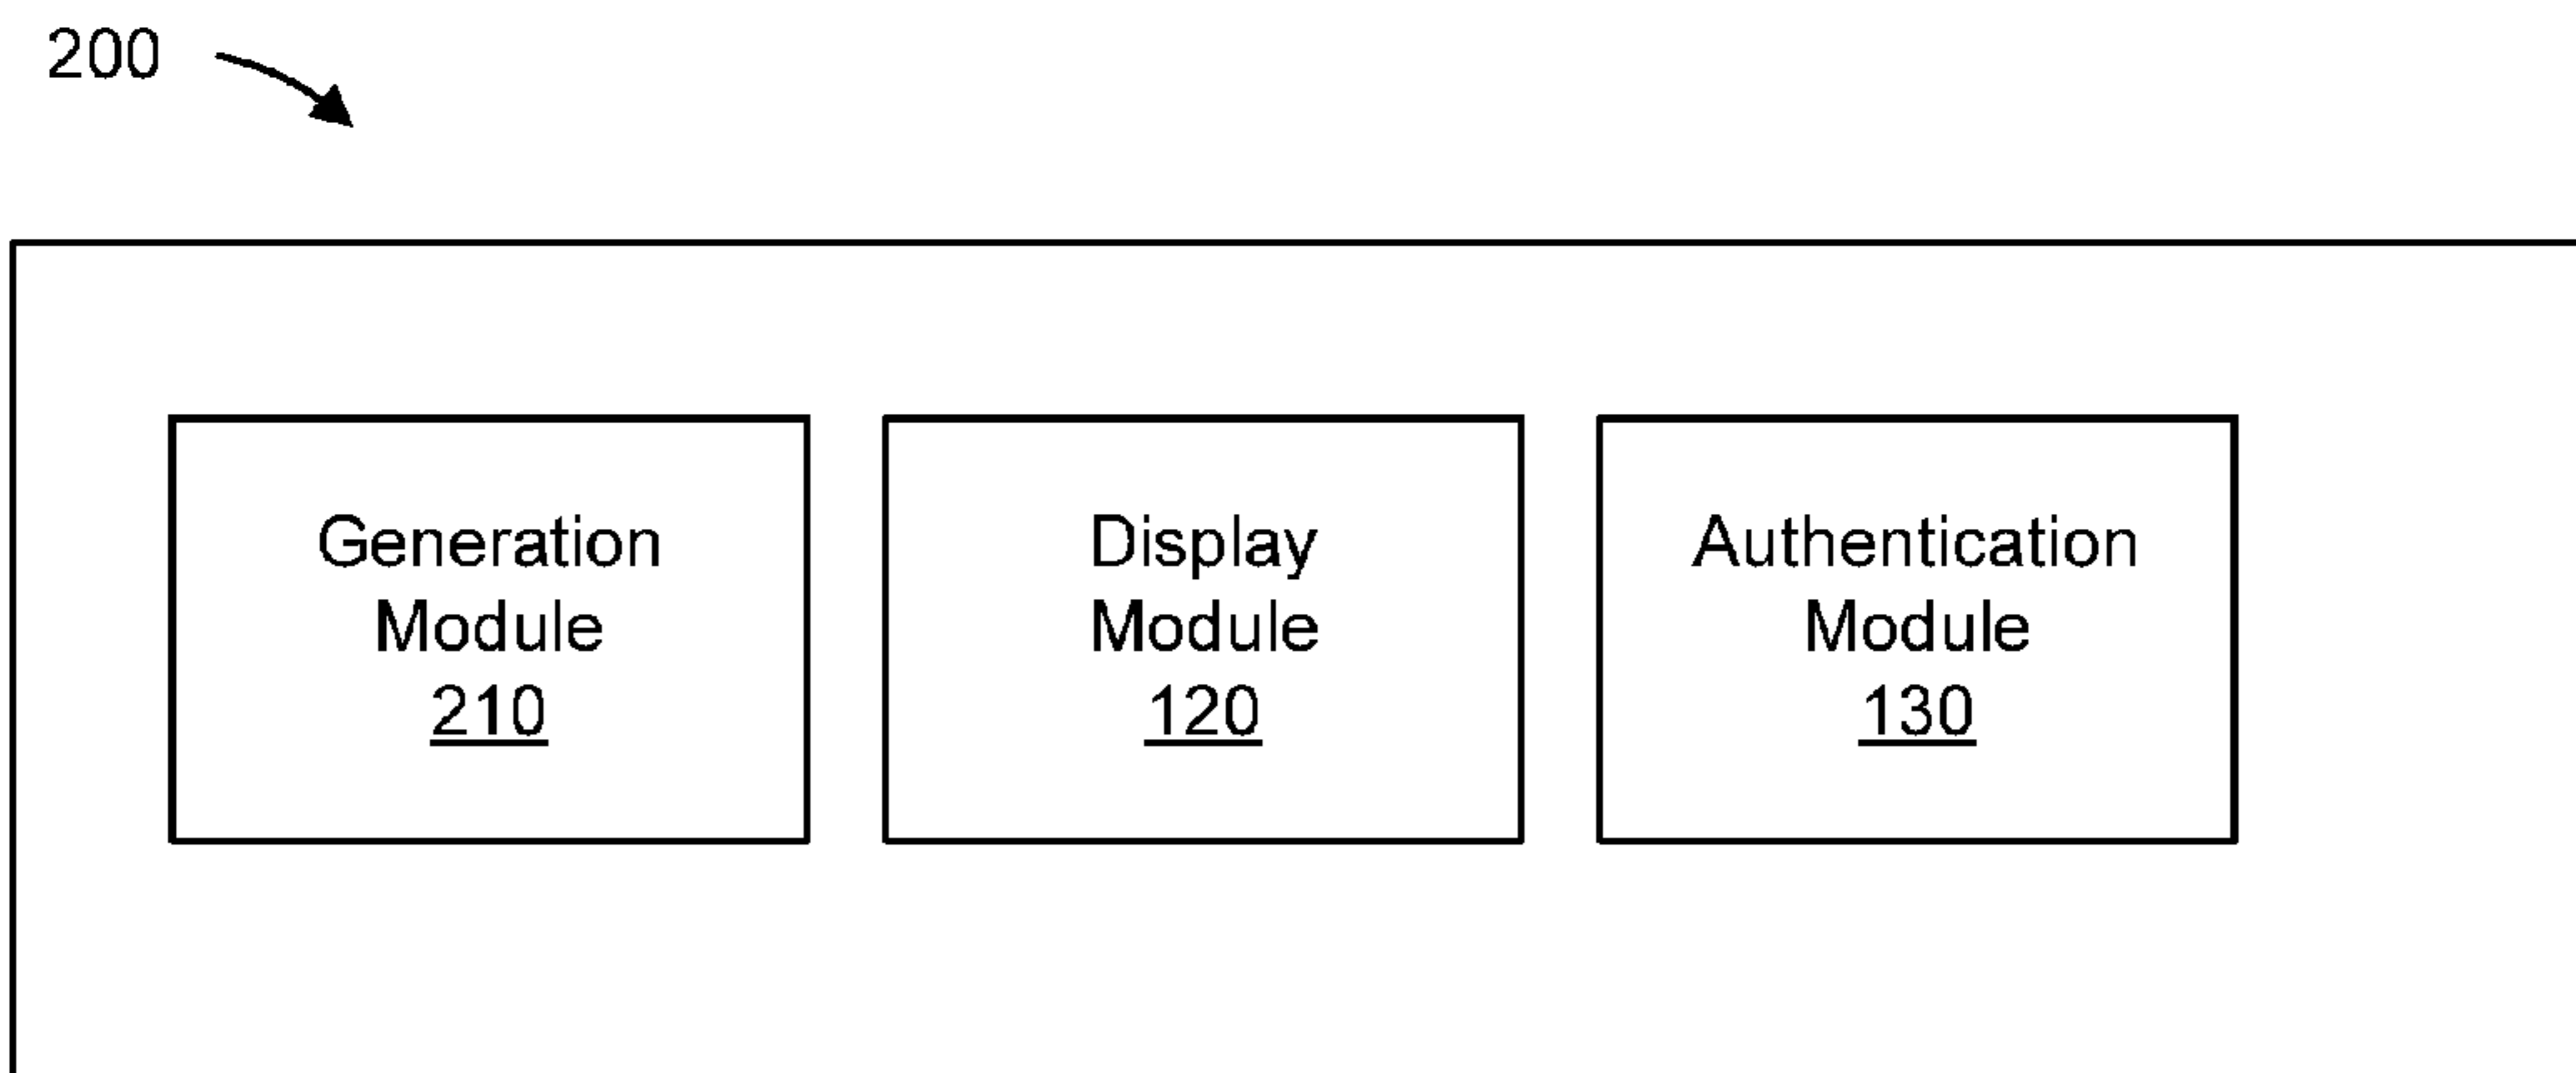 200
Generation
Module
210
Display
Module
120
Authentication
Module
130